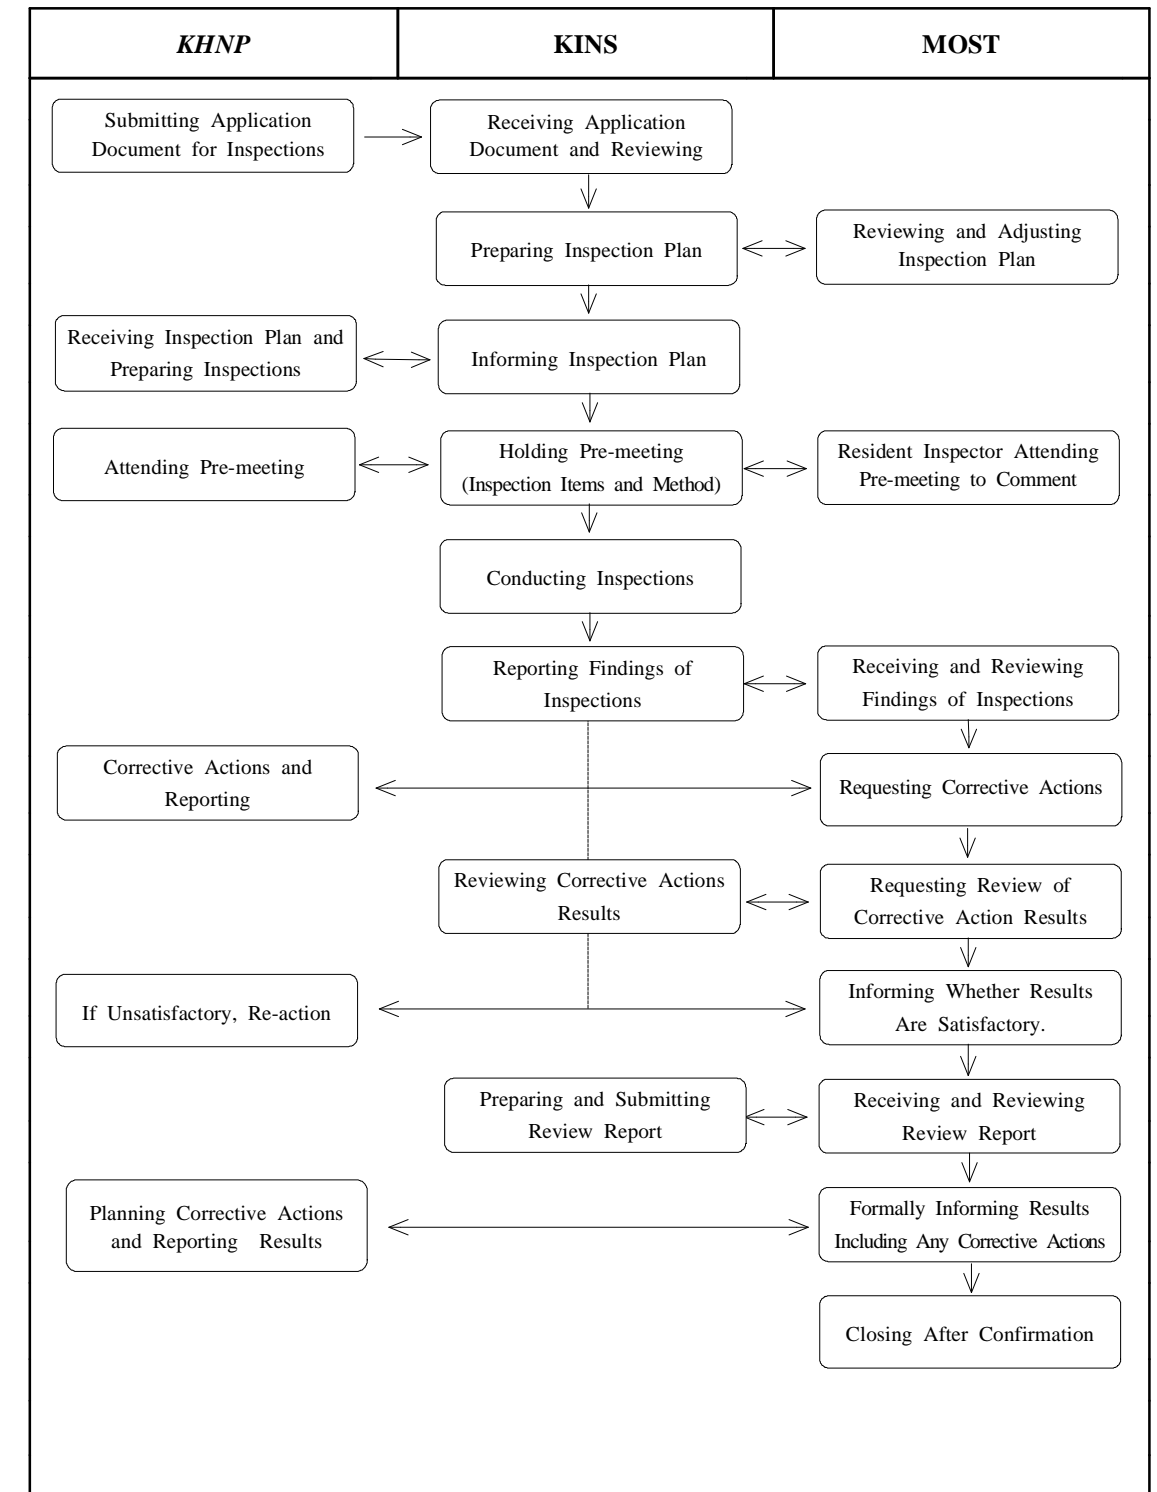 KHNP
KINS
MOST
Submitting Application
Document for Inspections
Receiving Application
Document and Reviewing
Preparing Inspection Plan
Reviewing and Adjusting
Inspection Plan
Receiving Inspection Plan and
Preparing Inspections
Informing Inspection Plan
Attending Pre-meeting
Holding Pre-meeting
(Inspection Items and Method)
Resident Inspector Attending
Pre-meeting to Comment
Conducting Inspections
Reporting Findings of
Inspections
Receiving and Reviewing
Findings of Inspections
Corrective Actions and
Reporting
Requesting Corrective Actions
Reviewing Corrective Actions
Results
Requesting Review of
Corrective Action Results
If Unsatisfactory, Re-action
Informing Whether Results
Are Satisfactory.
Preparing and Submitting
Review Report
Receiving and Reviewing
Review Report
Planning Corrective Actions
and Reporting Results
Formally Informing Results
Including Any Corrective Actions
Closing After Confirmation